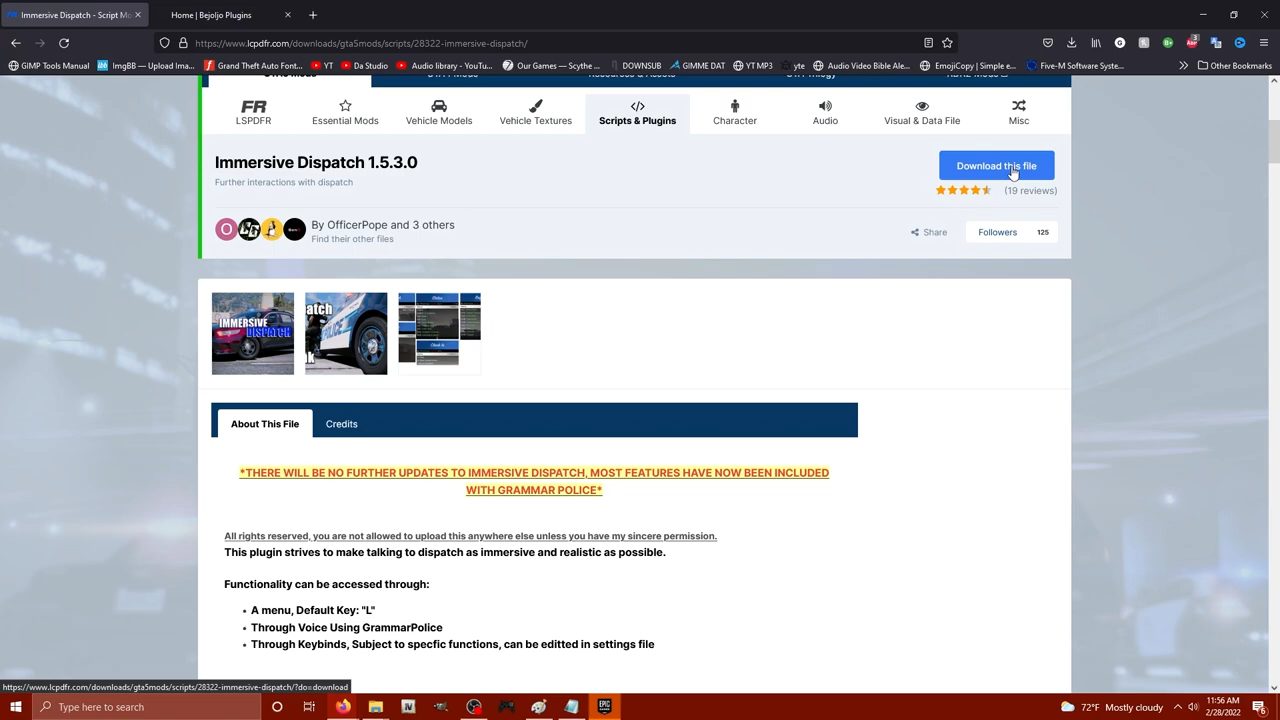 Immersive Dispatch - Script Mod
Home | Bejoljo Plugins
https://www.lcpdfr.com/downloads/gta5mods/scripts/28322-immersive-dispatch/
GIMP Tools Manual
ImgBB — Upload Ima...
Grand Theft Auto Font...
YT
Da Studio
Audio library - YouTu...
Our Games — Scythe ...
DOWNSUB
GIMME DAT
YT MP3
yte
Audio Video Bible Ale...
EmojiCopy | Simple e...
Five-M Software Syste...
Other Bookmarks
LSPDFR
Essential Mods
Vehicle Models
Vehicle Textures
Scripts & Plugins
Character
Audio
Visual & Data File
Misc
Immersive Dispatch 1.5.3.0
Further interactions with dispatch
Download this file
(19 reviews)
By OfficerPope and 3 others
Find their other files
Share
Followers 125
IMMERSIVE
DISPATCH
About This File
Credits
*THERE WILL BE NO FURTHER UPDATES TO IMMERSIVE DISPATCH, MOST FEATURES HAVE NOW BEEN INCLUDED
WITH GRAMMAR POLICE*
All rights reserved, you are not allowed to upload this anywhere else unless you have my sincere permission.
This plugin strives to make talking to dispatch as immersive and realistic as possible.
Functionality can be accessed through:
• A menu, Default Key: "L"
• Through Voice Using GrammarPolice
• Through Keybinds, Subject to specfic functions, can be editted in settings file
https://www.lcpdfr.com/downloads/gta5mods/scripts/28322-immersive-dispatch/?do=download
Type here to search
72°F Mostly cloudy
11:56 AM
2/28/2022